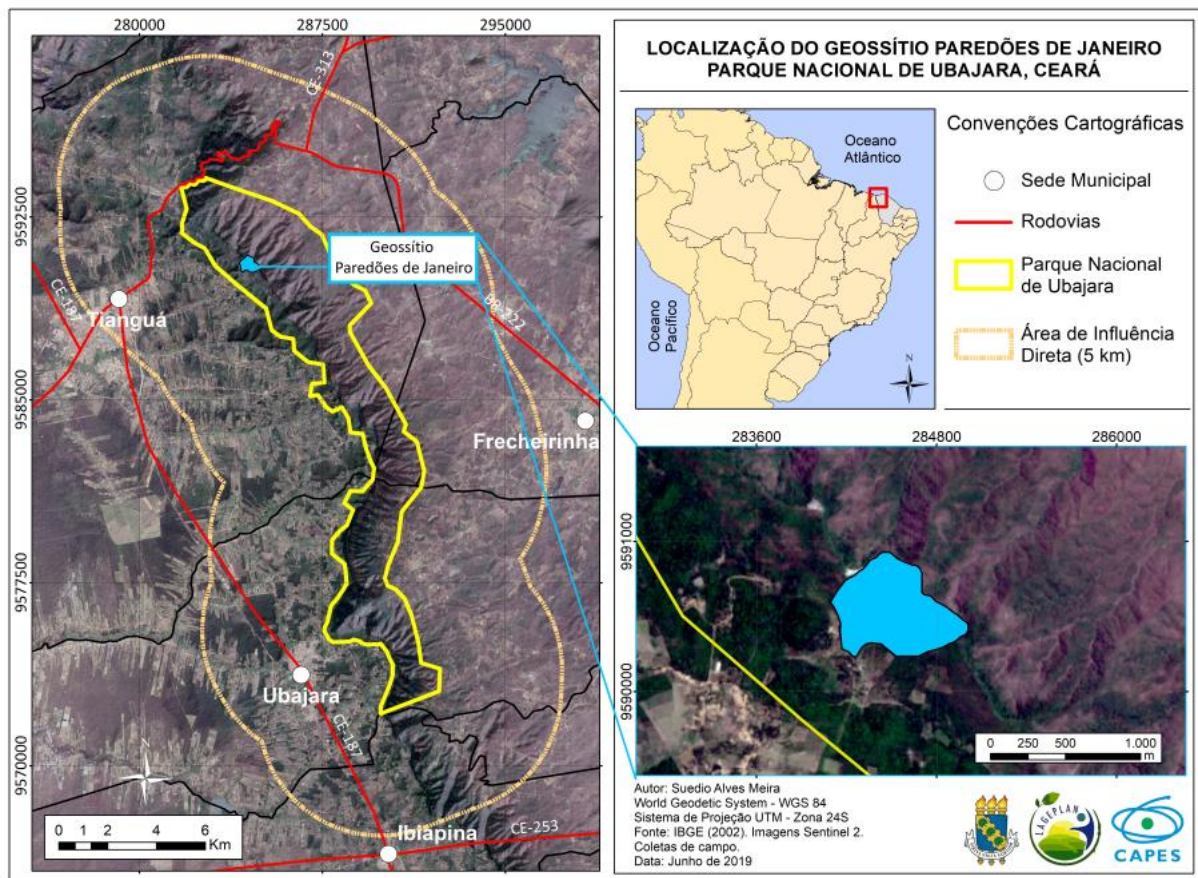 280000
287500
295000
9592500
9585000
9577500
9570000
CE-313
CE-187
Tianguá
Geossítio
Paredões de Janeiro
BR-222
Frecheirinha
Ubajara
CE-187
Ibiapina
CE-253
N
0 1 2 4 6
Km
LOCALIZAÇÃO DO GEOSSÍTIO PAREDÕES DE JANEIRO
PARQUE NACIONAL DE UBAJARA, CEARÁ
Oceano
Atlântico
Oceano
Pacífico
N
Convenções Cartográficas
Sede Municipal
Rodovias
Parque Nacional
de Ubajara
Área de Influência
Direta (5 km)
283600
284800
286000
9591000
9590000
0 250 500 1.000
m
Autor: Suedio Alves Meira
World Geodetic System - WGS 84
Sistema de Projeção UTM - Zona 24S
Fonte: IBGE (2002). Imagens Sentinel 2.
Coletas de campo.
Data: Junho de 2019
LAGEPLAN
CAPES